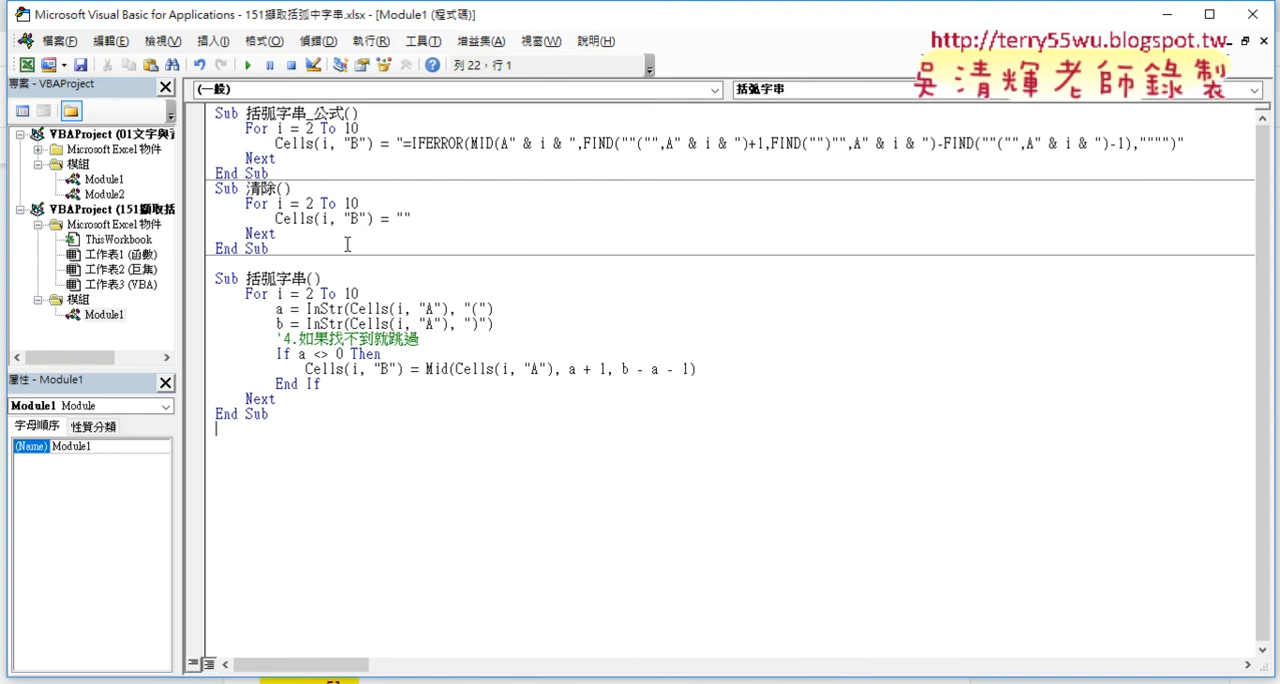 Microsoft Visual Basic for Applications - 151擷取括弧中字串.xlsx - [Module1 (程式碼)]
檔案(F) 編輯(E) 檢視(V) 插入(I) 格式(O) 偵錯(D) 執行(R) 工具(T) 增益集(A) 視窗(W) 說明(H)
http://terry55wu.blogspot.tw
吳清輝老師錄製
列 22，行 1
專案 - VBAProject
(一般)
括弧字串
VBAProject (01文字與資
Microsoft Excel 物件
模組
Module1
Module2
VBAProject (151擷取括
Microsoft Excel 物件
ThisWorkbook
工作表1 (函數)
工作表2 (巨集)
工作表3 (VBA)
模組
Module1
屬性 - Module1
Module1 Module
字母順序 性質分類
(Name) Module1
Sub 括弧字串_公式()
For i = 2 To 10
Cells(i, "B") = "=IFERROR(MID(A" & i & ",FIND(""("",A" & i & ")+1,FIND("")"",A" & i & ")-FIND(""("",A" & i & ")-1),"""")"
Next
End Sub
Sub 清除()
For i = 2 To 10
Cells(i, "B") = ""
Next
End Sub
Sub 括弧字串()
For i = 2 To 10
a = InStr(Cells(i, "A"), "(")
b = InStr(Cells(i, "A"), ")")
'4.如果找不到就跳過
If a <> 0 Then
Cells(i, "B") = Mid(Cells(i, "A"), a + 1, b - a - 1)
End If
Next
End Sub